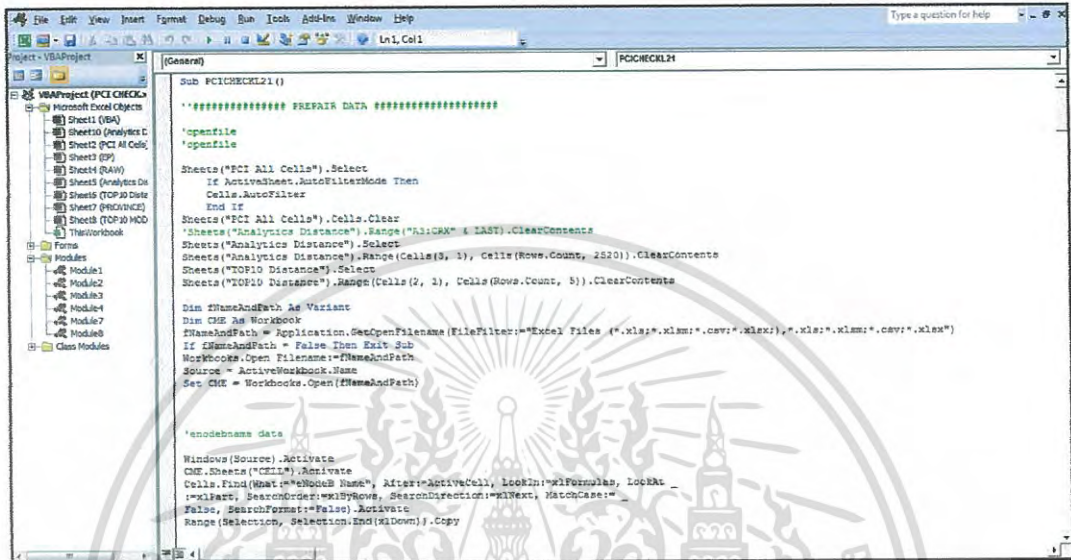 File Edit View Insert Format Debug Run Tools Add-Ins Window Help
Type a question for help
Ln 1, Col 1
Project - VBAProject
(General)
PCICHECKL21
VBAProject (PCI CHECK.x
Microsoft Excel Objects
Sheet1 (VBA)
Sheet10 (Analytics D
Sheet2 (PCI All Cells)
Sheet3 (EP)
Sheet4 (RAW)
Sheet5 (Analytics Dis
Sheet6 (TOP10 Dista
Sheet7 (PROVINCE)
Sheet8 (TOP10 MOD
ThisWorkbook
Forms
Modules
Module1
Module2
Module3
Module4
Module7
Module8
Class Modules
Sub PCICHECKL21()
''############### PREPAIR DATA ####################
'openfile
'openfile
Sheets("PCI All Cells").Select
If ActiveSheet.AutoFilterMode Then
Cells.AutoFilter
End If
Sheets("PCI All Cells").Cells.Clear
'Sheets("Analytics Distance").Range("A3:CRX" & LAST).ClearContents
Sheets("Analytics Distance").Select
Sheets("Analytics Distance").Range(Cells(3, 1), Cells(Rows.Count, 2520)).ClearContents
Sheets("TOP10 Distance").Select
Sheets("TOP10 Distance").Range(Cells(2, 1), Cells(Rows.Count, 5)).ClearContents
Dim fNameAndPath As Variant
Dim CME As Workbook
fNameAndPath = Application.GetOpenFilename(FileFilter:="Excel Files (*.xls;*.xlsm;*.csv;*.xlsx;),*.xls;*.xlsm;*.csv;*.xlsx")
If fNameAndPath = False Then Exit Sub
Workbooks.Open Filename:=fNameAndPath
Source = ActiveWorkbook.Name
Set CME = Workbooks.Open(fNameAndPath)
'enodebname data
Windows(Source).Activate
CME.Sheets("CELL").Activate
Cells.Find(What:="eNodeB Name", After:=ActiveCell, LookIn:=xlFormulas, LookAt _
:=xlPart, SearchOrder:=xlByRows, SearchDirection:=xlNext, MatchCase:= _
False, SearchFormat:=False).Activate
Range(Selection, Selection.End(xlDown)).Copy